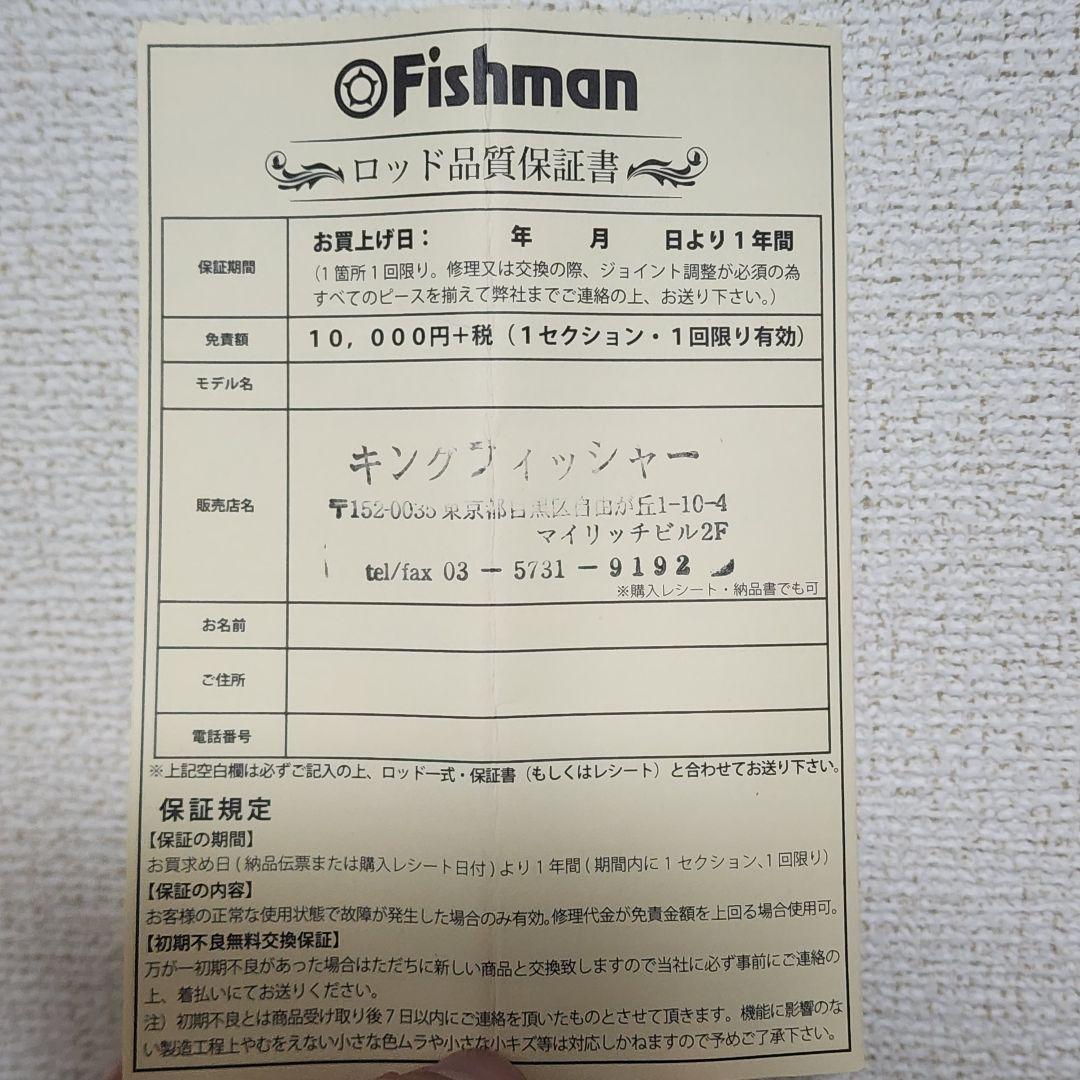 Fishman
ロッド品質保証書
保証期間
お買上げ日： 年 月 日より１年間
（１箇所１回限り。修理又は交換の際、ジョイント調整が必須の為
すべてのピースを揃えて弊社までご連絡の上、お送り下さい。）
免責額
１０，０００円＋税（１セクション・１回限り有効）
モデル名
販売店名
キングフィッシャー
〒152-0035 東京都目黒区自由が丘1-10-4
マイリッチビル2F
tel/fax 03 － 5731 － 9192
※購入レシート・納品書でも可
お名前
ご住所
電話番号
※上記空白欄は必ずご記入の上、ロッド一式・保証書（もしくはレシート）と合わせてお送り下さい。
保証規定
【保証の期間】
お買求め日(納品伝票または購入レシート日付)より１年間(期間内に１セクション、１回限り）
【保証の内容】
お客様の正常な使用状態で故障が発生した場合のみ有効。修理代金が免責金額を上回る場合使用可。
【初期不良無料交換保証】
万が一初期不良があった場合はただちに新しい商品と交換致しますので当社に必ず事前にご連絡の
上、着払いにてお送りください。
注）初期不良とは商品受け取り後７日以内にご連絡を頂いたものとさせて頂きます。機能に影響のな
い製造工程上やむをえない小さな色ムラや小さな小キズ等は対応しかねますので予めご了承下さい。